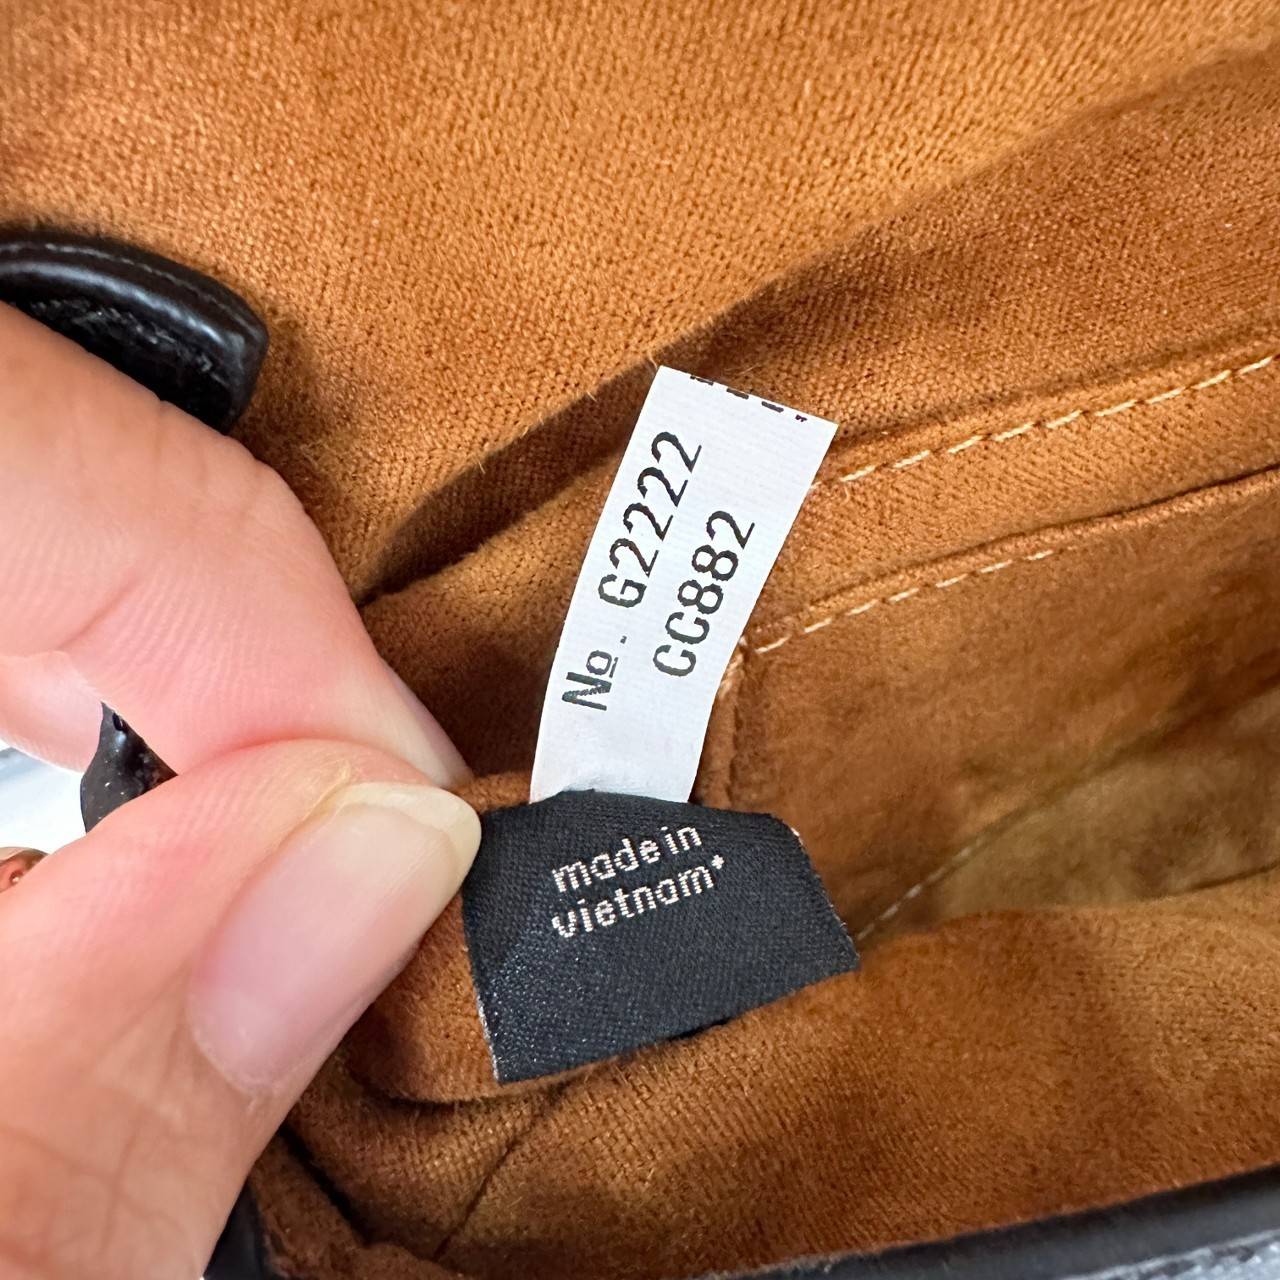 No. G2222
CC882
made in
vietnam*